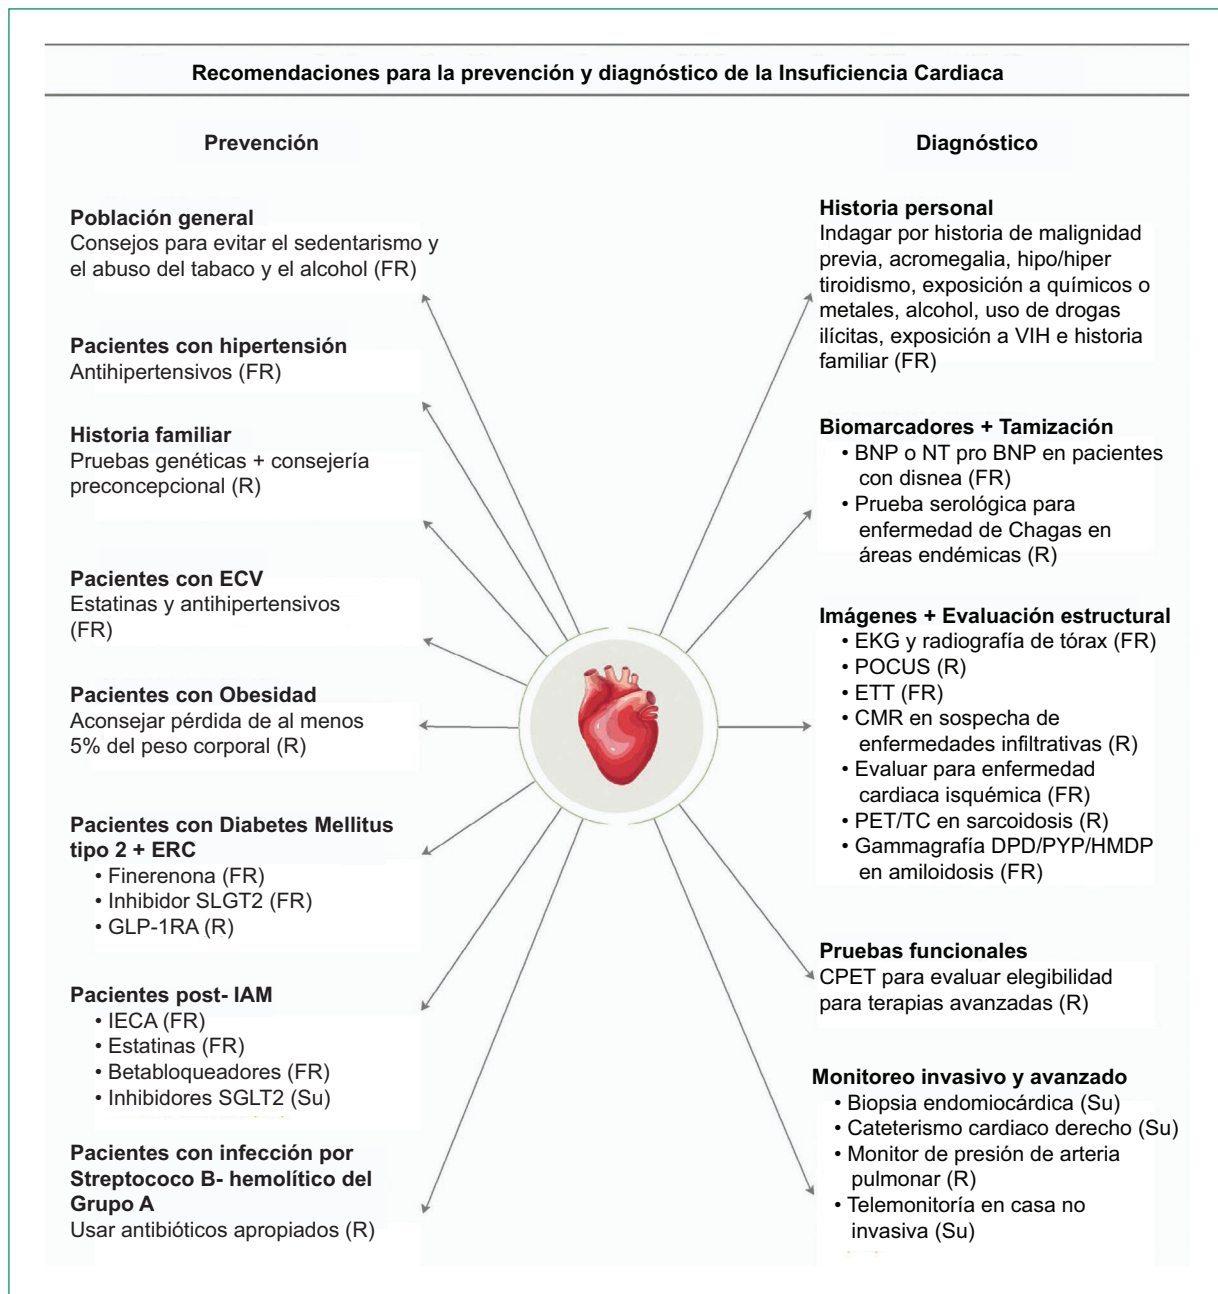 Recomendaciones para la prevención y diagnóstico de la Insuficiencia Cardiaca
Prevención
Población general
Consejos para evitar el sedentarismo y
el abuso del tabaco y el alcohol (FR)
Pacientes con hipertensión
Antihipertensivos (FR)
Historia familiar
Pruebas genéticas + consejería
preconcepcional (R)
Pacientes con ECV
Estatinas y antihipertensivos
(FR)
Pacientes con Obesidad
Aconsejar pérdida de al menos
5% del peso corporal (R)
Pacientes con Diabetes Mellitus
tipo 2 + ERC
• Finerenona (FR)
• Inhibidor SLGT2 (FR)
• GLP-1RA (R)
Pacientes post- IAM
• IECA (FR)
• Estatinas (FR)
• Betabloqueadores (FR)
• Inhibidores SGLT2 (Su)
Pacientes con infección por
Streptococo B- hemolítico del
Grupo A
Usar antibióticos apropiados (R)
Diagnóstico
Historia personal
Indagar por historia de malignidad
previa, acromegalia, hipo/hiper
tiroidismo, exposición a químicos o
metales, alcohol, uso de drogas
ilícitas, exposición a VIH e historia
familiar (FR)
Biomarcadores + Tamización
• BNP o NT pro BNP en pacientes
con disnea (FR)
• Prueba serológica para
enfermedad de Chagas en
áreas endémicas (R)
Imágenes + Evaluación estructural
• EKG y radiografía de tórax (FR)
• POCUS (R)
• ETT (FR)
• CMR en sospecha de
enfermedades infiltrativas (R)
• Evaluar para enfermedad
cardiaca isquémica (FR)
• PET/TC en sarcoidosis (R)
• Gammagrafía DPD/PYP/HMDP
en amiloidosis (FR)
Pruebas funcionales
CPET para evaluar elegibilidad
para terapias avanzadas (R)
Monitoreo invasivo y avanzado
• Biopsia endomiocárdica (Su)
• Cateterismo cardiaco derecho (Su)
• Monitor de presión de arteria
pulmonar (R)
• Telemonitoría en casa no
invasiva (Su)